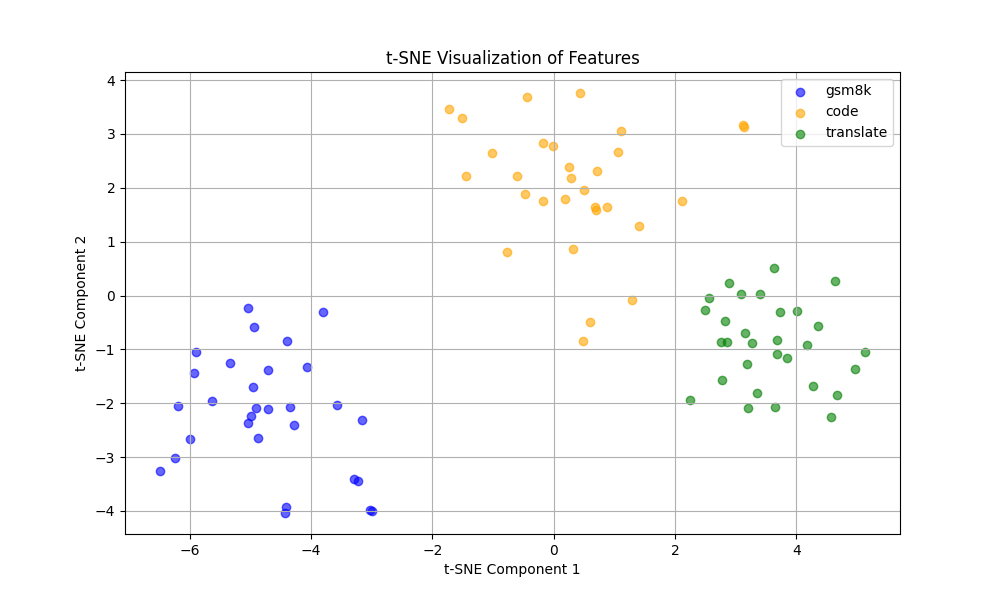 t-SNE Visualization of Features
gsm8k
code
translate
4
3
2
1
0
−1
−2
−3
−4
t-SNE Component 2
−6 −4 −2 0 2 4
t-SNE Component 1